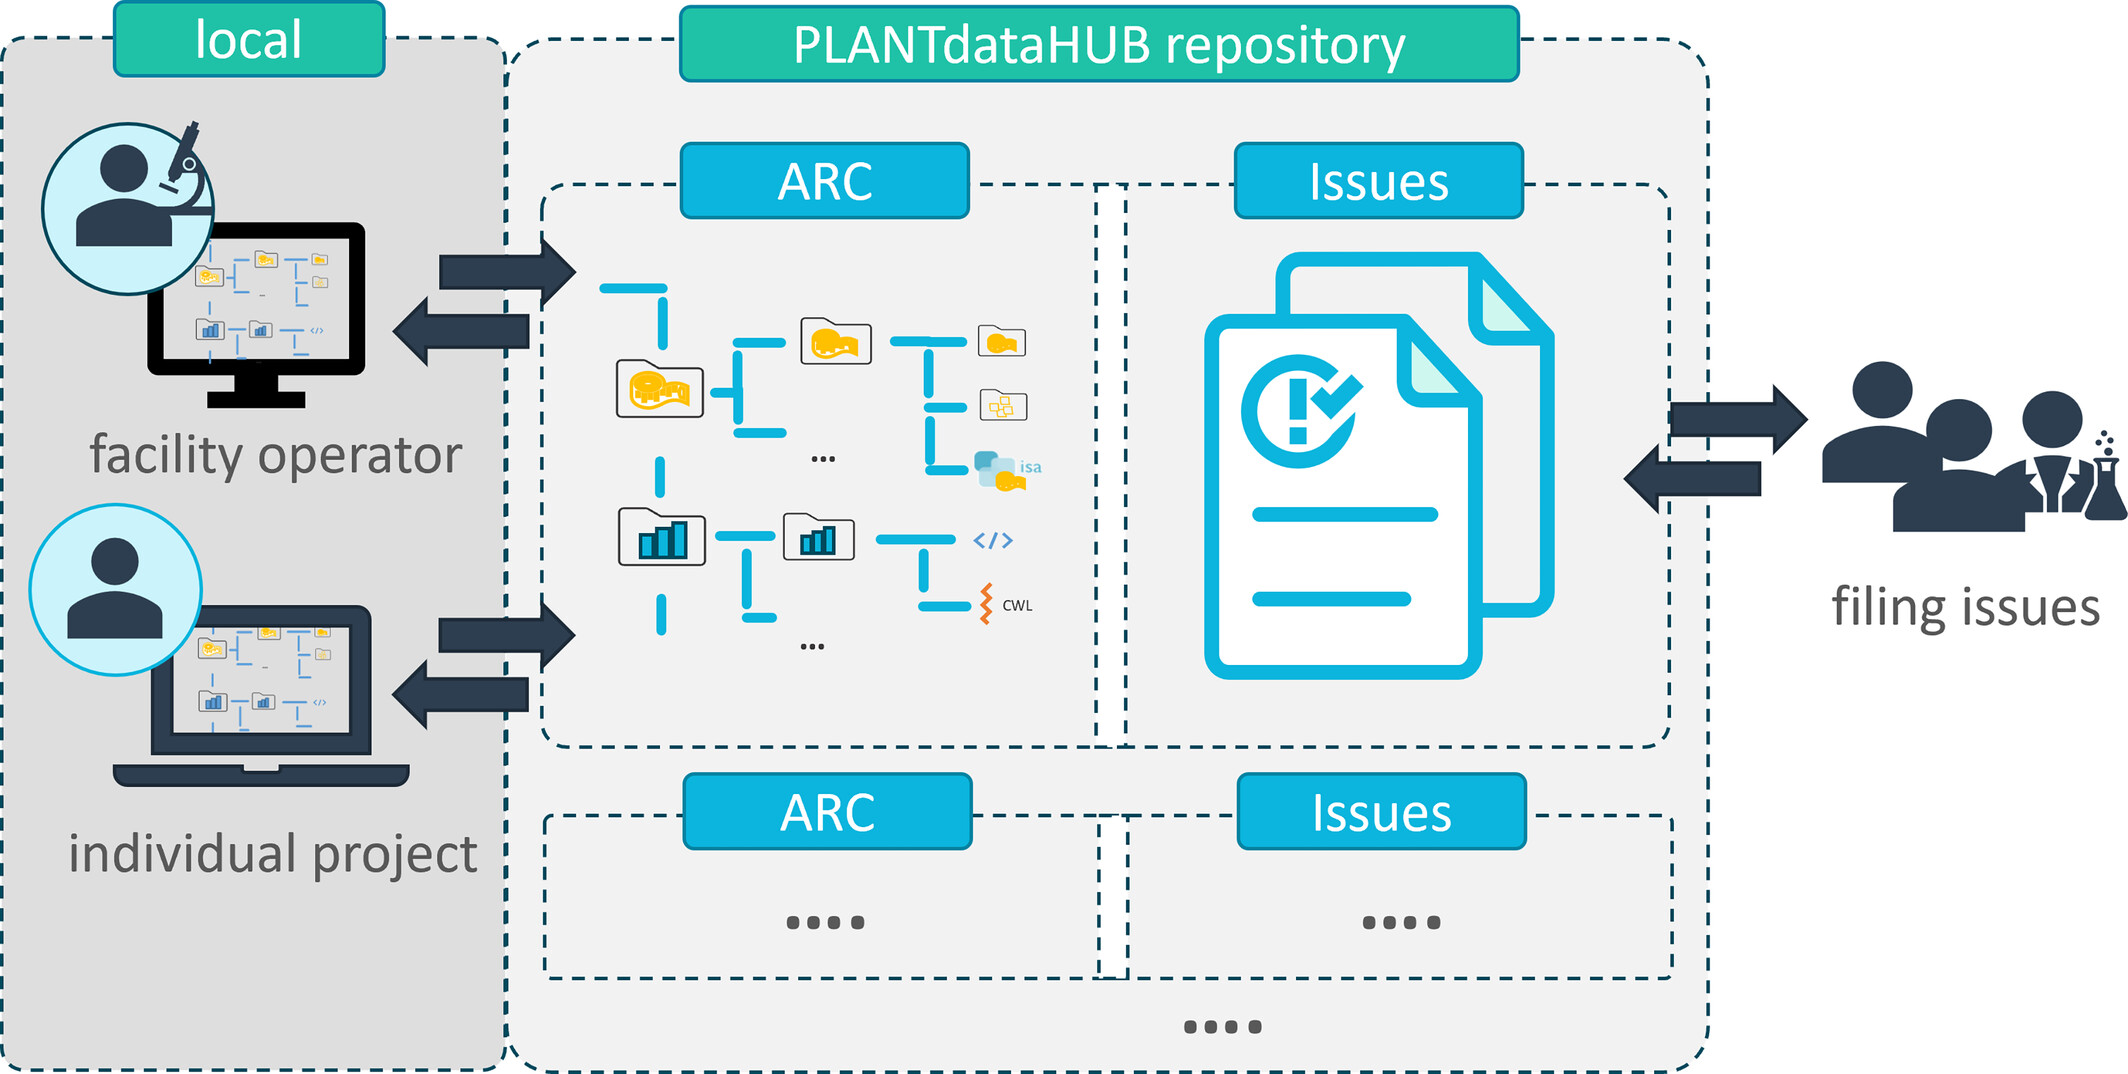 local
PLANTdataHUB repository
ARC
Issues
facility operator
...
isa
</>
CWL
...
</>
individual project
</>
filing issues
ARC
Issues
....
....
....